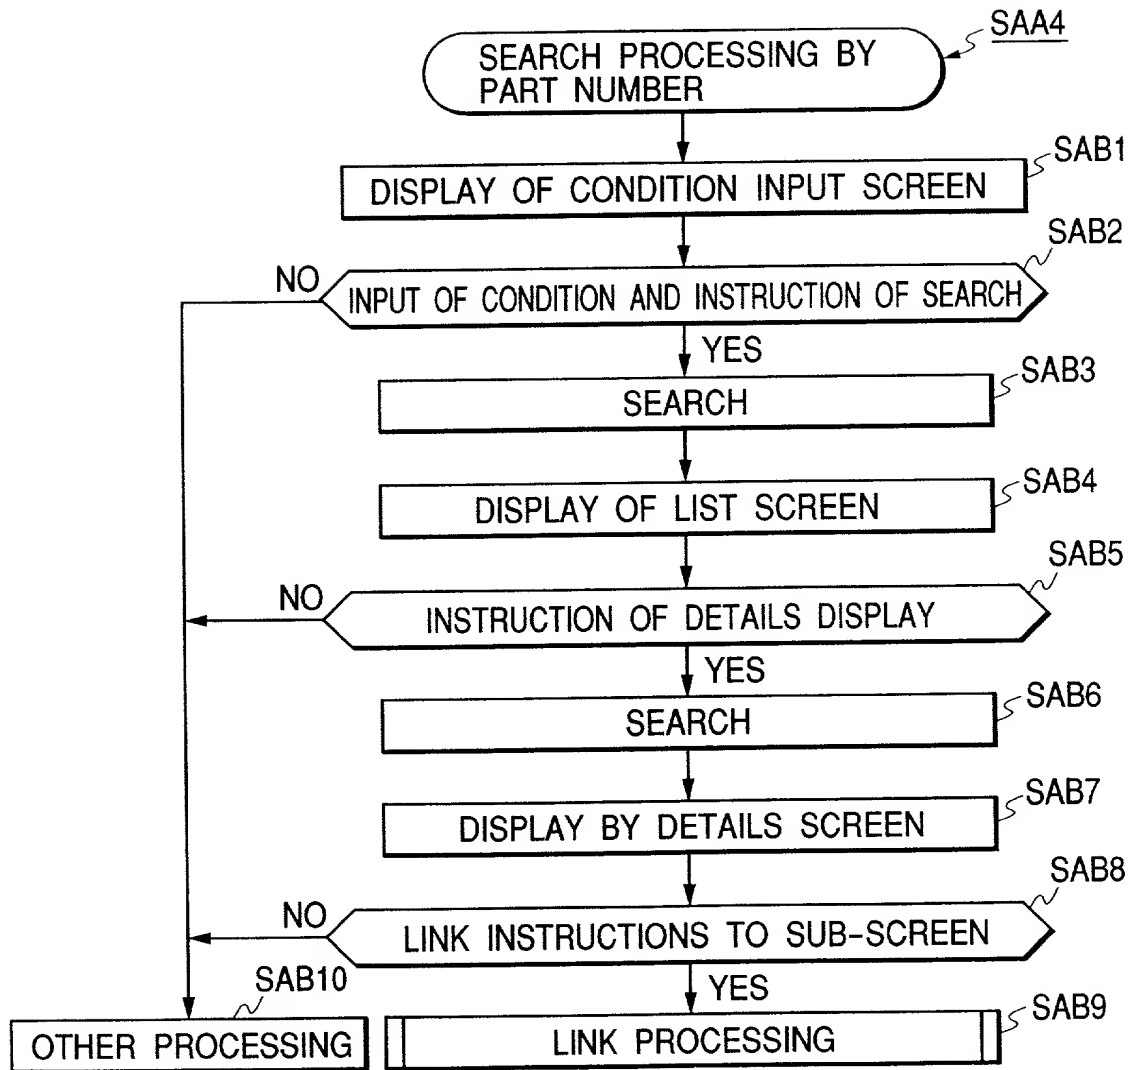 SAA4
SEARCH PROCESSING BY
PART NUMBER
SAB1
DISPLAY OF CONDITION INPUT SCREEN
SAB2
NO
INPUT OF CONDITION AND INSTRUCTION OF SEARCH
YES
SAB3
SEARCH
SAB4
DISPLAY OF LIST SCREEN
SAB5
NO
INSTRUCTION OF DETAILS DISPLAY
YES
SAB6
SEARCH
SAB7
DISPLAY BY DETAILS SCREEN
SAB8
NO
LINK INSTRUCTIONS TO SUB-SCREEN
YES
SAB10
SAB9
OTHER PROCESSING
LINK PROCESSING